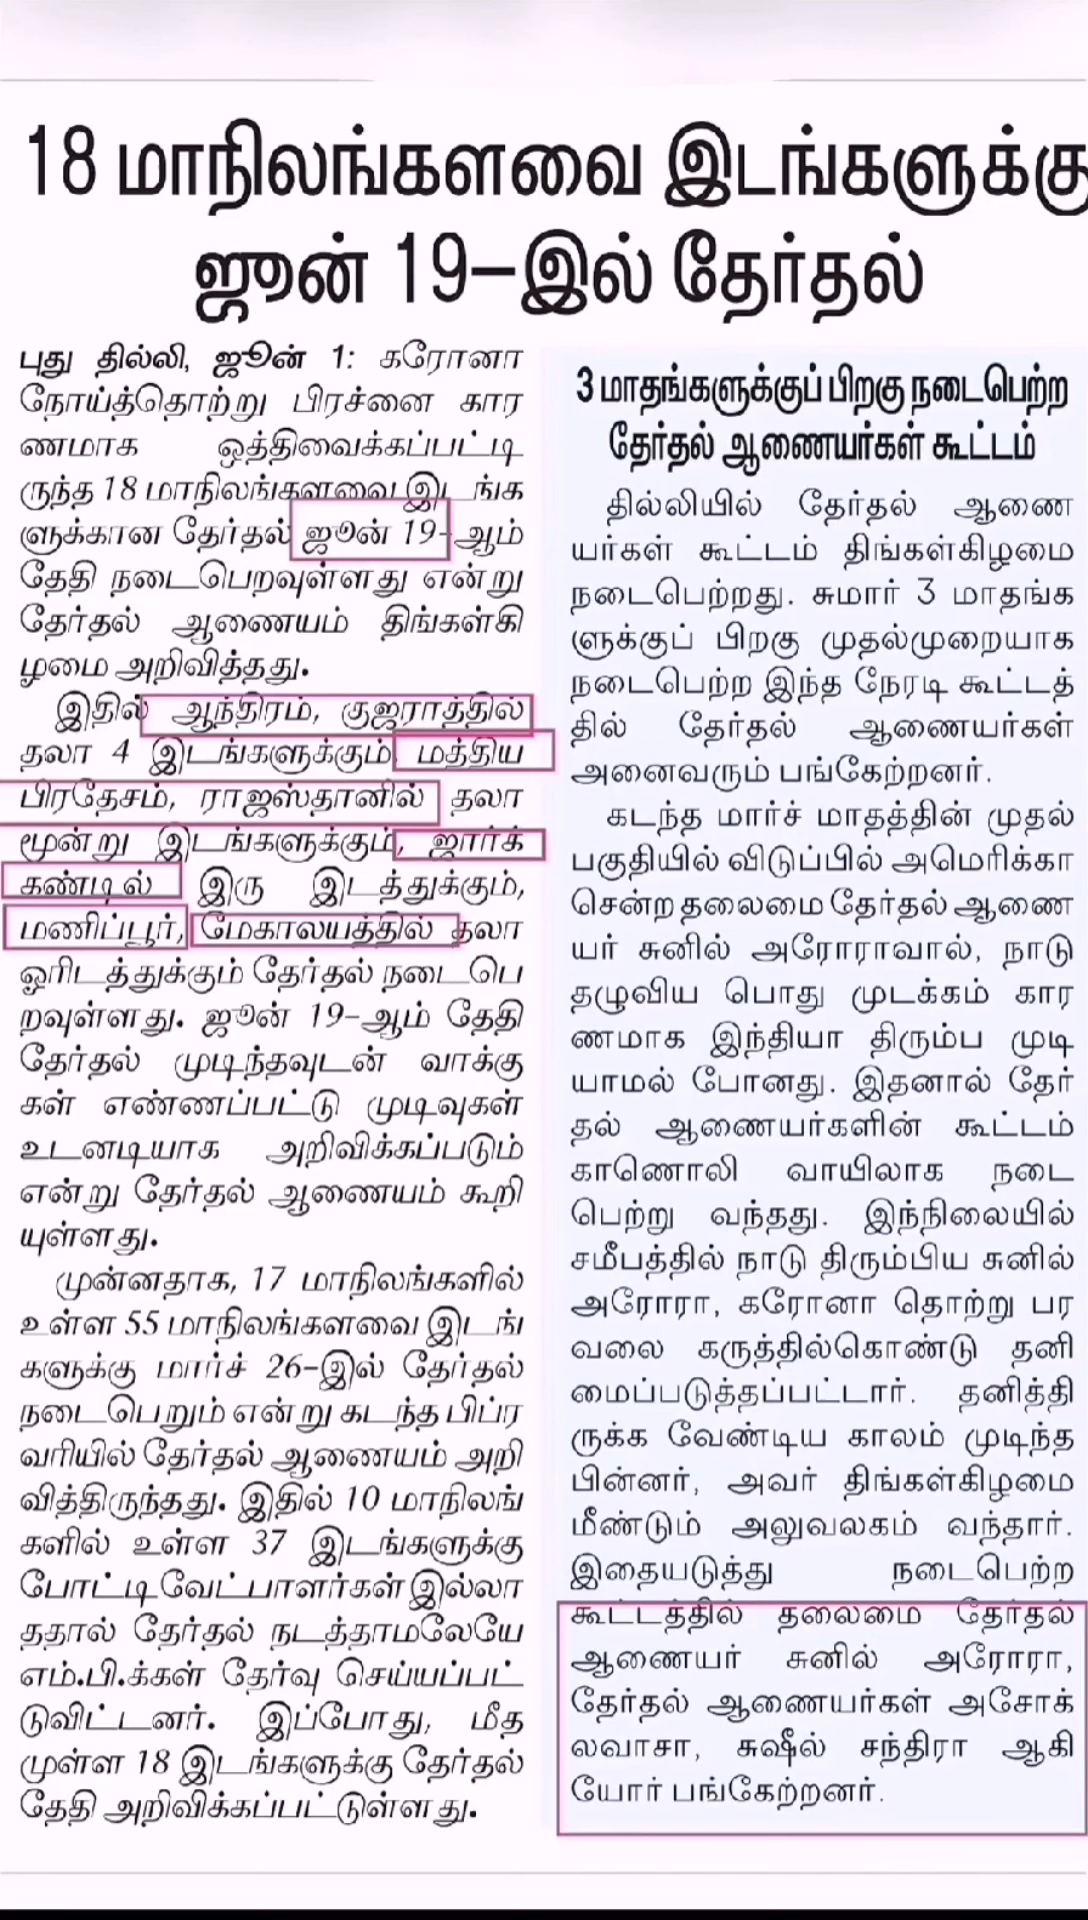 18 மாநிலங்களவை இடங்களுக்கு
ஜூன் 19-இல் தேர்தல்
புது தில்லி, ஜூன் 1: கரோனா
நோய்த்தொற்று பிரச்னை கார
ணமாக ஒத்திவைக்கப்பட்டி
ருந்த 18 மாநிலங்களவை இடங்க
ளுக்கான தேர்தல் ஜூன் 19-ஆம்
தேதி நடைபெறவுள்ளது என்று
தேர்தல் ஆணையம் திங்கள்கி
ழமை அறிவித்தது.
இதில் ஆந்திரம், குஜராத்தில்
தலா 4 இடங்களுக்கும், மத்திய
பிரதேசம், ராஜஸ்தானில் தலா
மூன்று இடங்களுக்கும், ஜார்க்
கண்டில் இரு இடத்துக்கும்,
மணிப்பூர், மேகாலயத்தில் தலா
ஓரிடத்துக்கும் தேர்தல் நடைபெ
றவுள்ளது. ஜூன் 19-ஆம் தேதி
தேர்தல் முடிந்தவுடன் வாக்கு
கள் எண்ணப்பட்டு முடிவுகள்
உடனடியாக அறிவிக்கப்படும்
என்று தேர்தல் ஆணையம் கூறி
யுள்ளது.
முன்னதாக, 17 மாநிலங்களில்
உள்ள 55 மாநிலங்களவை இடங்
களுக்கு மார்ச் 26-இல் தேர்தல்
நடைபெறும் என்று கடந்த பிப்ர
வரியில் தேர்தல் ஆணையம் அறி
வித்திருந்தது. இதில் 10 மாநிலங்
களில் உள்ள 37 இடங்களுக்கு
போட்டி வேட்பாளர்கள் இல்லா
ததால் தேர்தல் நடத்தாமலேயே
எம்.பி.க்கள் தேர்வு செய்யப்பட்
டுவிட்டனர். இப்போது, மீத
முள்ள 18 இடங்களுக்கு தேர்தல்
தேதி அறிவிக்கப்பட்டுள்ளது.
3 மாதங்களுக்குப் பிறகு நடைபெற்ற
தேர்தல் ஆணையர்கள் கூட்டம்
தில்லியில் தேர்தல் ஆணை
யர்கள் கூட்டம் திங்கள்கிழமை
நடைபெற்றது. சுமார் 3 மாதங்க
ளுக்குப் பிறகு முதல்முறையாக
நடைபெற்ற இந்த நேரடி கூட்டத்
தில் தேர்தல் ஆணையர்கள்
அனைவரும் பங்கேற்றனர்.
கடந்த மார்ச் மாதத்தின் முதல்
பகுதியில் விடுப்பில் அமெரிக்கா
சென்ற தலைமை தேர்தல் ஆணை
யர் சுனில் அரோராவால், நாடு
தழுவிய பொது முடக்கம் கார
ணமாக இந்தியா திரும்ப முடி
யாமல் போனது. இதனால் தேர்
தல் ஆணையர்களின் கூட்டம்
காணொலி வாயிலாக நடை
பெற்று வந்தது. இந்நிலையில்
சமீபத்தில் நாடு திரும்பிய சுனில்
அரோரா, கரோனா தொற்று பர
வலை கருத்தில்கொண்டு தனி
மைப்படுத்தப்பட்டார். தனித்தி
ருக்க வேண்டிய காலம் முடிந்த
பின்னர், அவர் திங்கள்கிழமை
மீண்டும் அலுவலகம் வந்தார்.
இதையடுத்து நடைபெற்ற
கூட்டத்தில் தலைமை தேர்தல்
ஆணையர் சுனில் அரோரா,
தேர்தல் ஆணையர்கள் அசோக்
லவாசா, சுஷீல் சந்திரா ஆகி
யோர் பங்கேற்றனர்.